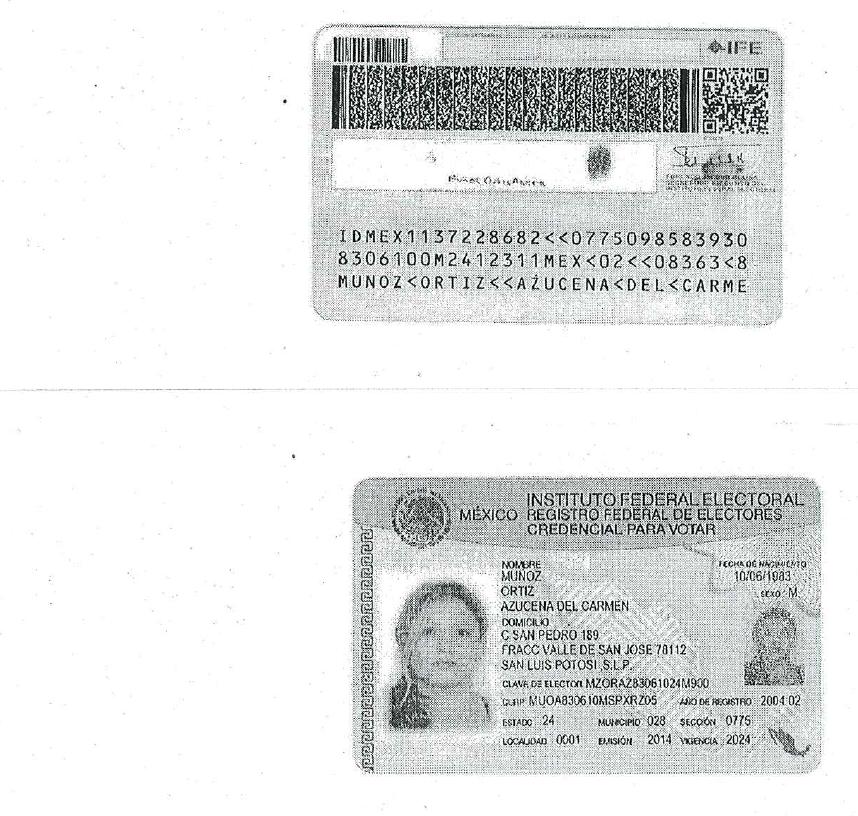 IFE
IDMEX1137228682<<0775098583930
8306100M2412311MEX<02<<08363<8
MUNOZ<ORTIZ<<AZUCENA<DEL<CARME
INSTITUTO FEDERAL ELECTORAL
MÉXICO REGISTRO FEDERAL DE ELECTORES
CREDENCIAL PARA VOTAR
NOMBRE
MUÑOZ
ORTIZ
AZUCENA DEL CARMEN
FECHA DE NACIMIENTO
10/06/1983
SEXO M
DOMICILIO
C SAN PEDRO 189
FRACC VALLE DE SAN JOSE 78112
SAN LUIS POTOSI, S.L.P.
CLAVE DE ELECTOR MZORAZ83061024M900
CURP MUOA830610MSPXRZ05 AÑO DE REGISTRO 2004 02
ESTADO 24 MUNICIPIO 028 SECCIÓN 0775
LOCALIDAD 0001 EMISIÓN 2014 VIGENCIA 2024